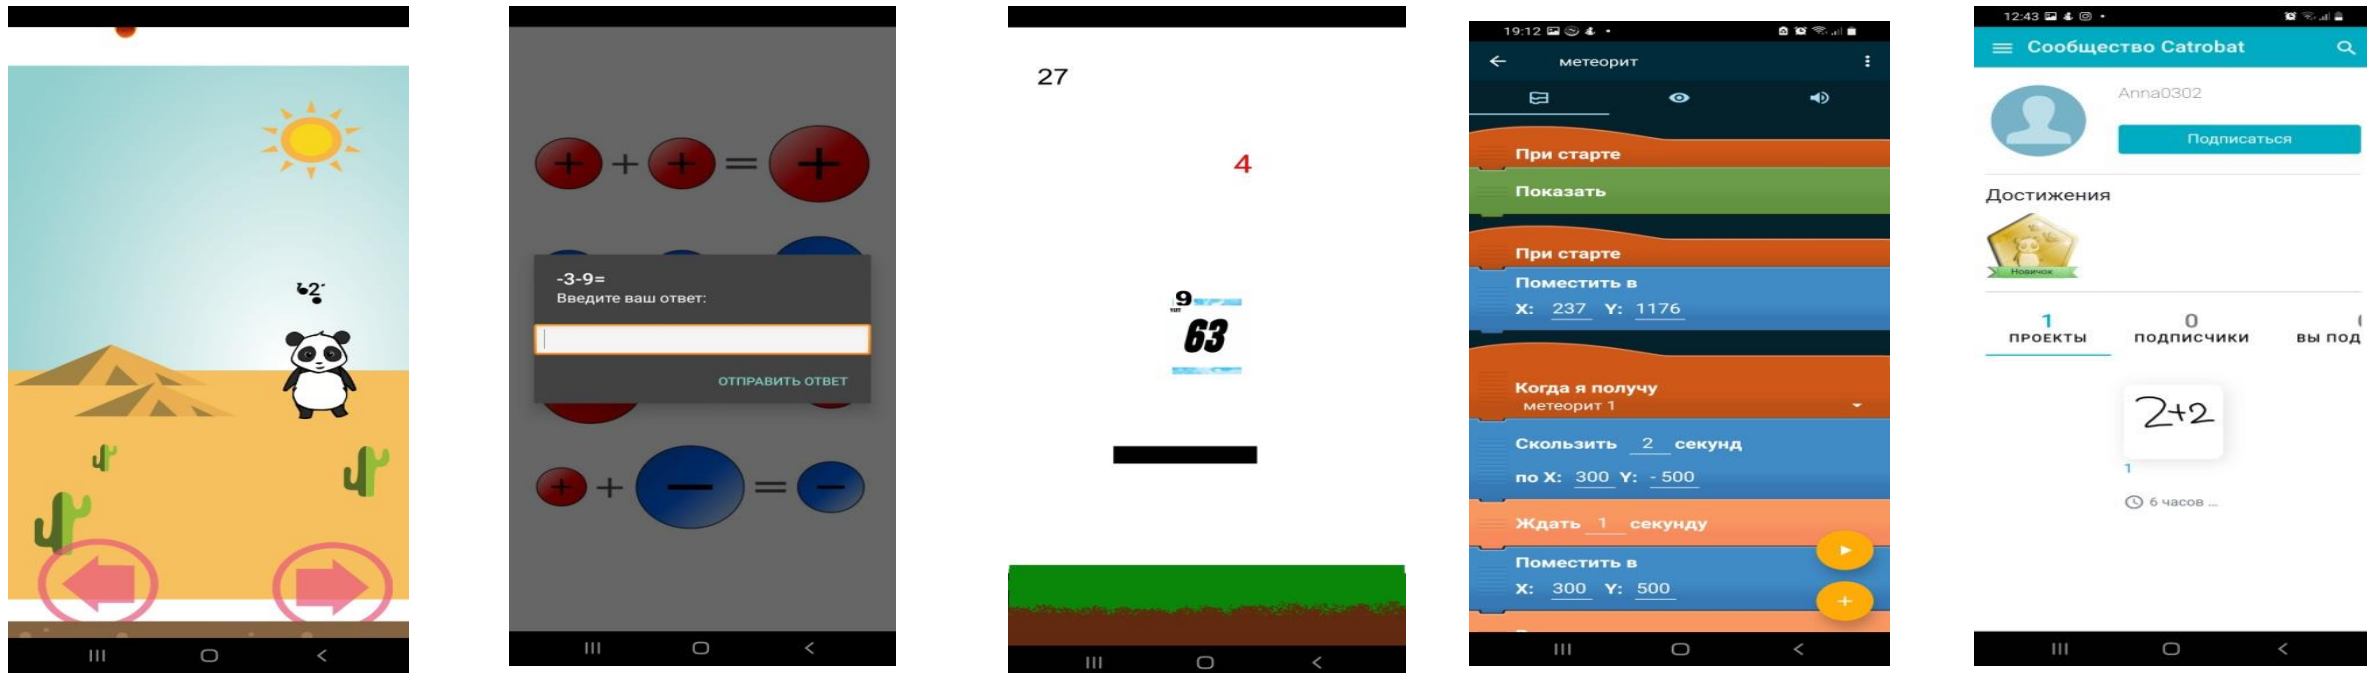 2
-3-9=
Введите ваш ответ:
ОТПРАВИТЬ ОТВЕТ
+ + + = +
+ + − = −
27
4
9
63
19:12
метеорит
При старте
Показать
При старте
Поместить в
X: 237 Y: 1176
Когда я получу
метеорит 1
Скользить 2 секунд
по X: 300 Y: - 500
Ждать 1 секунду
Поместить в
X: 300 Y: 500
12:43
Сообщество Catrobat
Anna0302
Подписаться
Достижения
Новичок
1 0
ПРОЕКТЫ ПОДПИСЧИКИ ВЫ ПОД
2+2
1
6 часов ...